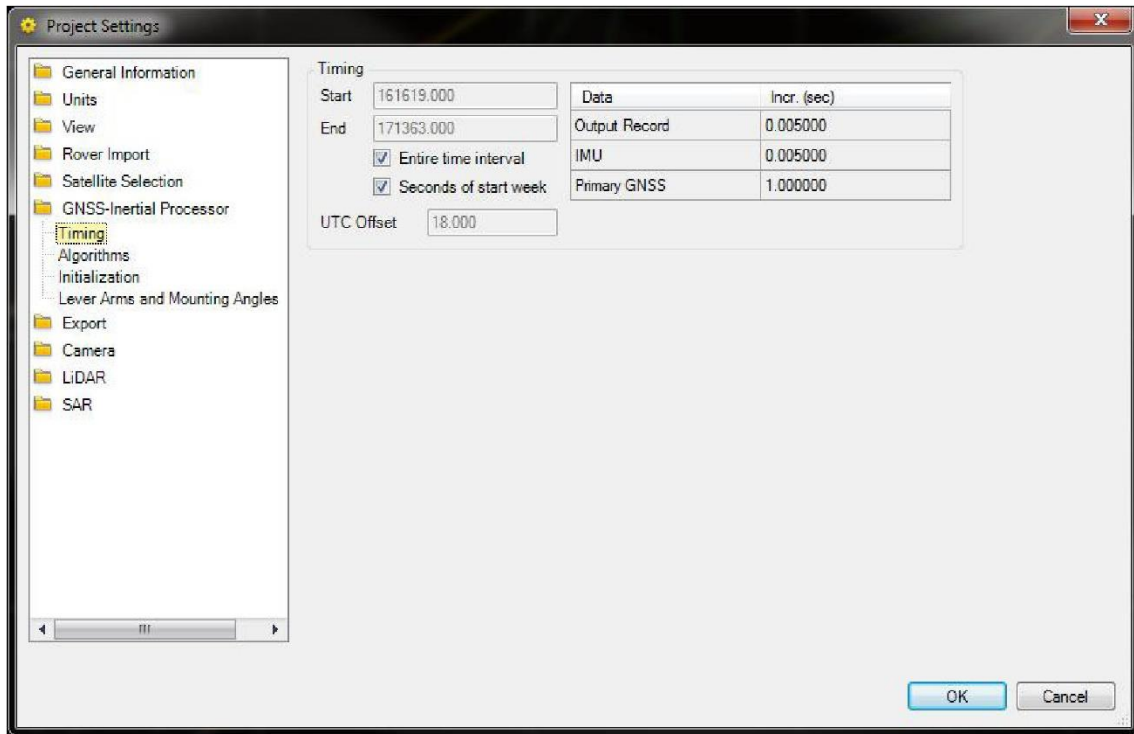 Project Settings
General Information
Units
View
Rover Import
Satellite Selection
GNSS-Inertial Processor
Timing
Algorithms
Initialization
Lever Arms and Mounting Angles
Export
Camera
LiDAR
SAR
Timing
Start 161619.000
End 171363.000
Entire time interval
Seconds of start week
UTC Offset 18.000
Data Incr. (sec)
Output Record 0.005000
IMU 0.005000
Primary GNSS 1.000000
OK Cancel